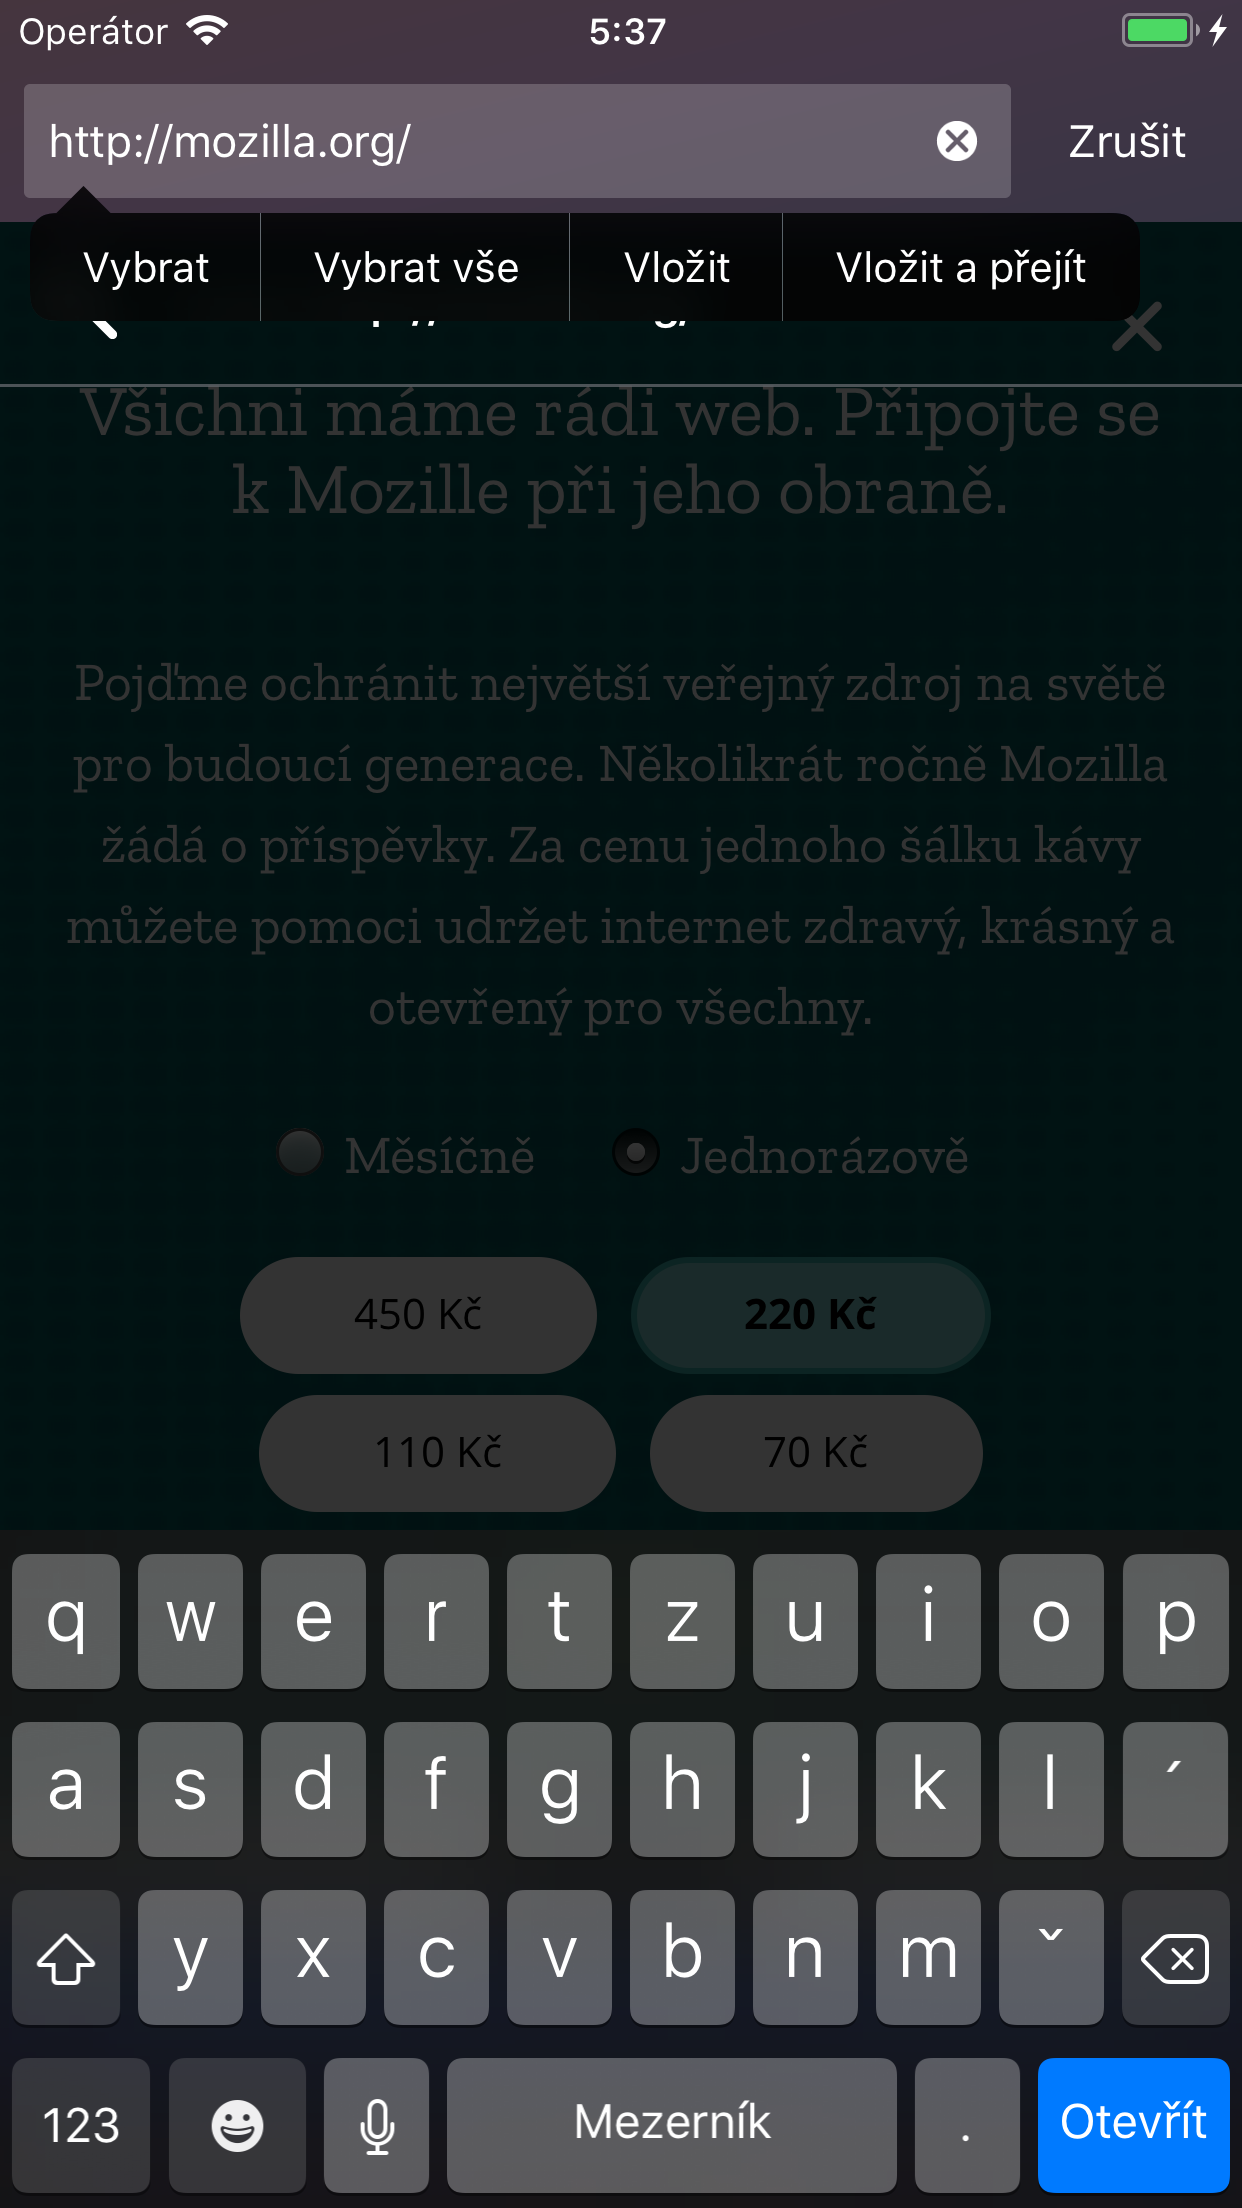 Operátor 5:37
http://mozilla.org/ Zrušit
Vybrat Vybrat vše Vložit Vložit a přejít
Všichni máme rádi web. Připojte se
k Mozille při jeho obraně.
Pojďme ochránit největší veřejný zdroj na světě
pro budoucí generace. Několikrát ročně Mozilla
žádá o příspěvky. Za cenu jednoho šálku kávy
můžete pomoci udržet internet zdravý, krásný a
otevřený pro všechny.
Měsíčně Jednorázově
450 Kč 220 Kč
110 Kč 70 Kč
q w e r t z u i o p
a s d f g h j k l ´
y x c v b n m ˇ
123 Mezerník . Otevřít